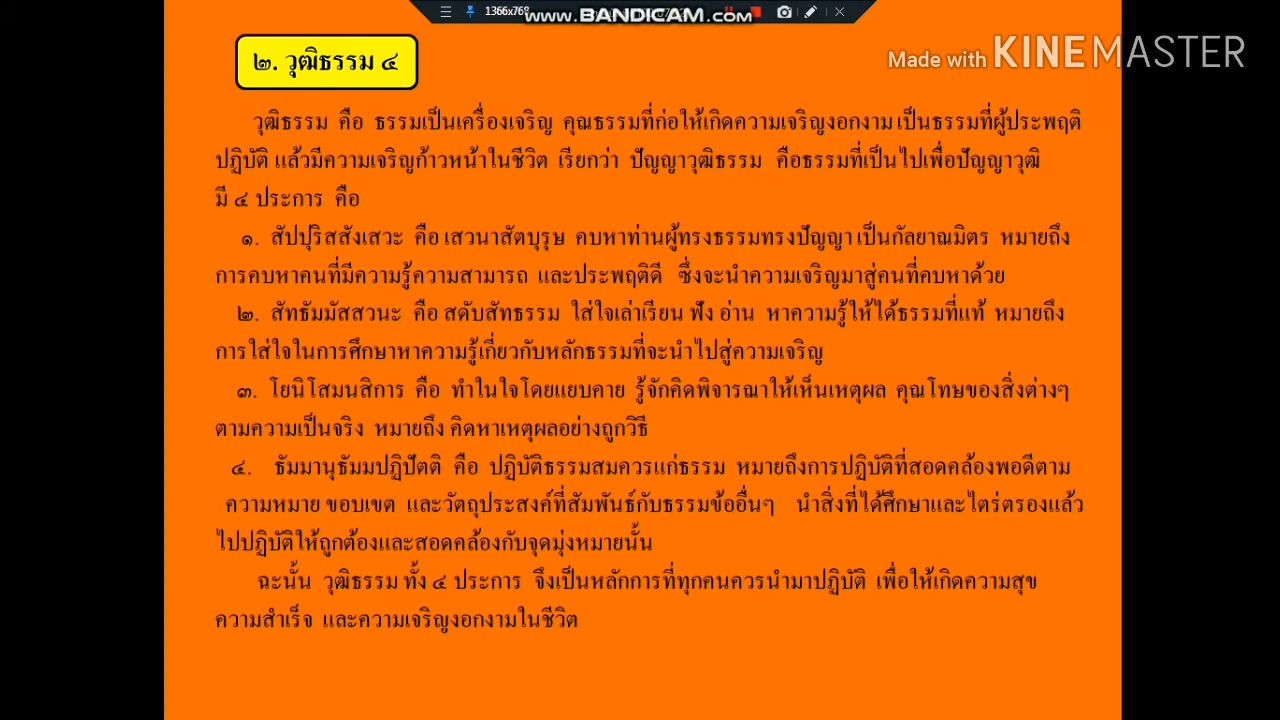 1366x768
www.BANDICAM.com
Made with KINEMASTER
๒. วุฒิธรรม ๔
วุฒิธรรม คือ ธรรมเป็นเครื่องเจริญ คุณธรรมที่ก่อให้เกิดความเจริญงอกงาม เป็นธรรมที่ผู้ประพฤติ
ปฏิบัติ แล้วมีความเจริญก้าวหน้าในชีวิต เรียกว่า ปัญญาวุฒิธรรม คือธรรมที่เป็นไปเพื่อปัญญาวุฒิ
มี ๔ ประการ คือ
๑. สัปปุริสสังเสวะ คือ เสวนาสัตบุรุษ คบหาท่านผู้ทรงธรรมทรงปัญญา เป็นกัลยาณมิตร หมายถึง
การคบหาคนที่มีความรู้ความสามารถ และประพฤติดี ซึ่งจะนำความเจริญมาสู่คนที่คบหาด้วย
๒. สัทธัมมัสสวนะ คือ สดับสัทธรรม ใส่ใจเล่าเรียน ฟัง อ่าน หาความรู้ให้ได้ธรรมที่แท้ หมายถึง
การใส่ใจในการศึกษาหาความรู้เกี่ยวกับหลักธรรมที่จะนำไปสู่ความเจริญ
๓. โยนิโสมนสิการ คือ ทำในใจโดยแยบคาย รู้จักคิดพิจารณาให้เห็นเหตุผล คุณโทษของสิ่งต่างๆ
ตามความเป็นจริง หมายถึง คิดหาเหตุผลอย่างถูกวิธี
๔. ธัมมานุธัมมปฏิปัตติ คือ ปฏิบัติธรรมสมควรแก่ธรรม หมายถึงการปฏิบัติที่สอดคล้องพอดีตาม
ความหมาย ขอบเขต และวัตถุประสงค์ที่สัมพันธ์กับธรรมข้ออื่นๆ นำสิ่งที่ได้ศึกษาและไตร่ตรองแล้ว
ไปปฏิบัติให้ถูกต้องและสอดคล้องกับจุดมุ่งหมายนั้น
ฉะนั้น วุฒิธรรม ทั้ง ๔ ประการ จึงเป็นหลักการที่ทุกคนควรนำมาปฏิบัติ เพื่อให้เกิดความสุข
ความสำเร็จ และความเจริญงอกงามในชีวิต